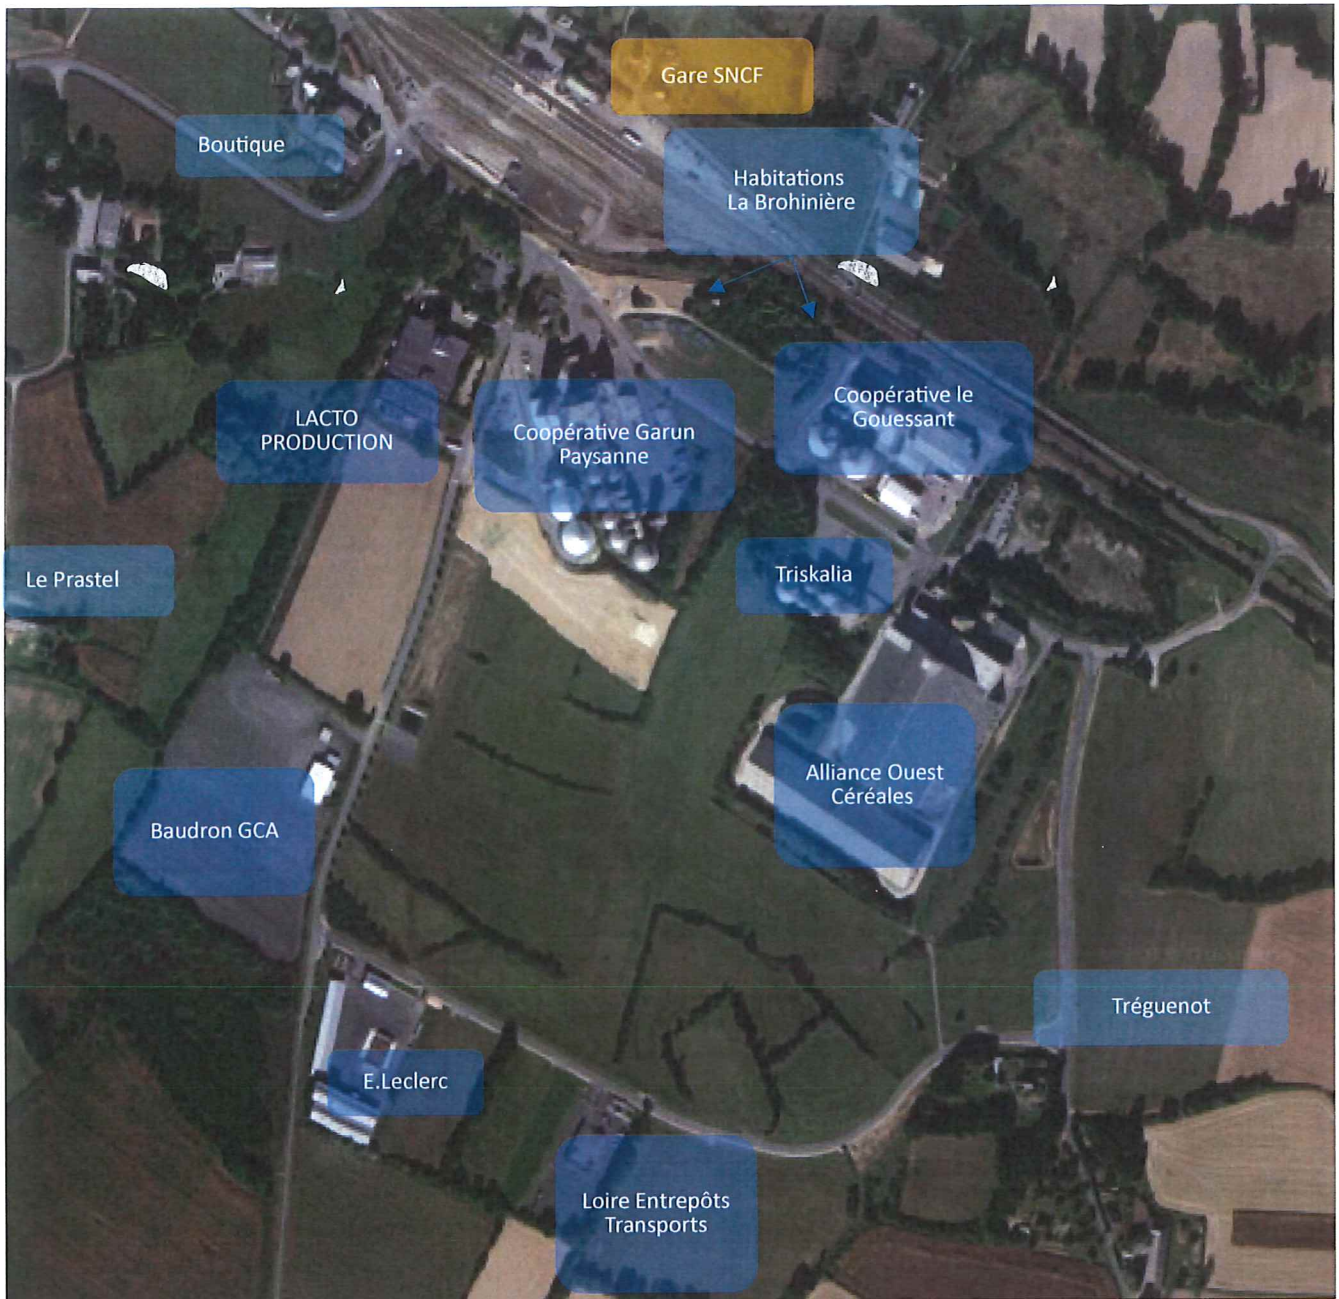 Gare SNCF
Boutique
Habitations
La Brohinière
LACTO
PRODUCTION
Coopérative Garun
Paysanne
Coopérative le
Gouessant
Le Prastel
Triskalia
Alliance Ouest
Céréales
Baudron GCA
Tréguenot
E.Leclerc
Loire Entrepôts
Transports